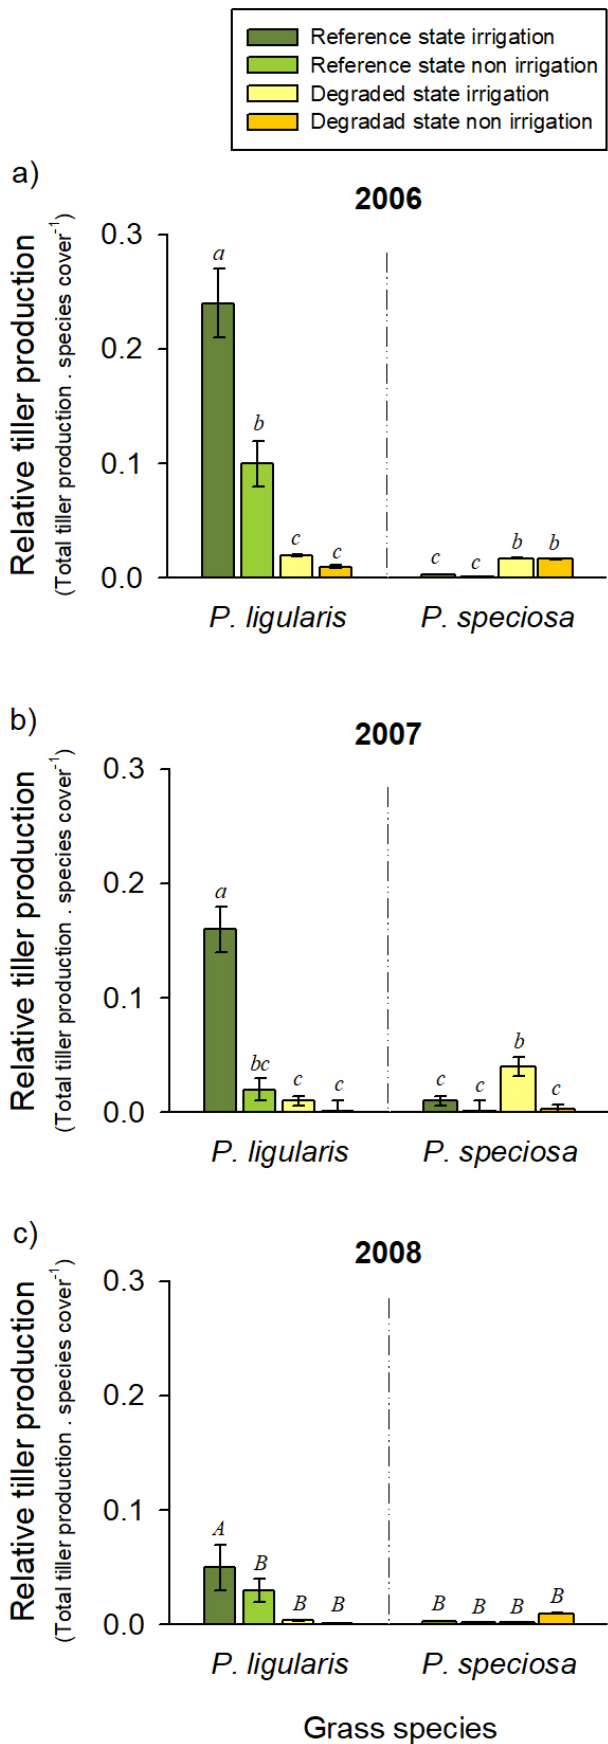 Reference state irrigation
Reference state non irrigation
Degraded state irrigation
Degradad state non irrigation
a)
2006
Relative tiller production
(Total tiller production . species cover⁻¹)
0.3
0.2
0.1
0.0
a
b
c
c
c
c
b
b
P. ligularis
P. speciosa
b)
2007
Relative tiller production
(Total tiller production . species cover⁻¹)
0.3
0.2
0.1
0.0
a
bc
c
c
c
c
b
c
P. ligularis
P. speciosa
c)
2008
Relative tiller production
(Total tiller production . species cover⁻¹)
0.3
0.2
0.1
0.0
A
B
B
B
B
B
B
B
P. ligularis
P. speciosa
Grass species